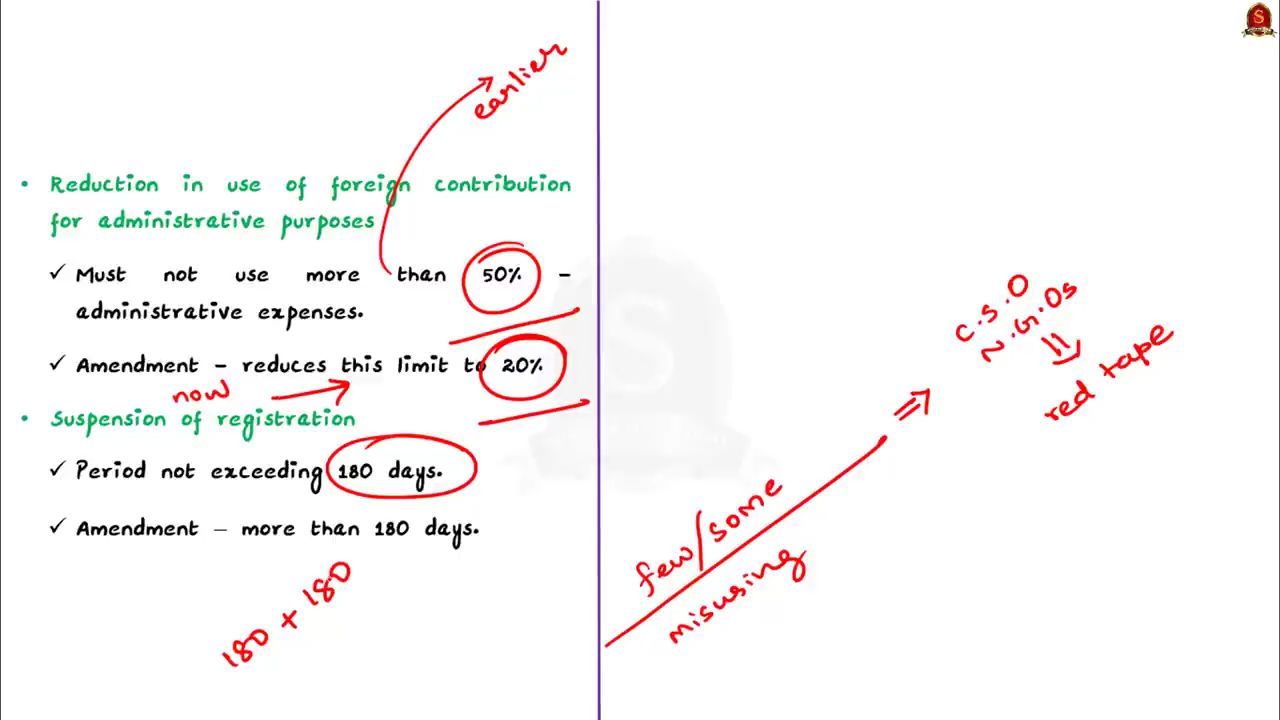 earlier
• Reduction in use of foreign contribution
for administrative purposes
✓ Must not use more than 50% –
administrative expenses.
✓ Amendment – reduces this limit to 20%
now
• Suspension of registration
✓ Period not exceeding 180 days.
✓ Amendment – more than 180 days.
180 + 180
few/some
misusing
C.S.O
N.G.Os
red tape
S